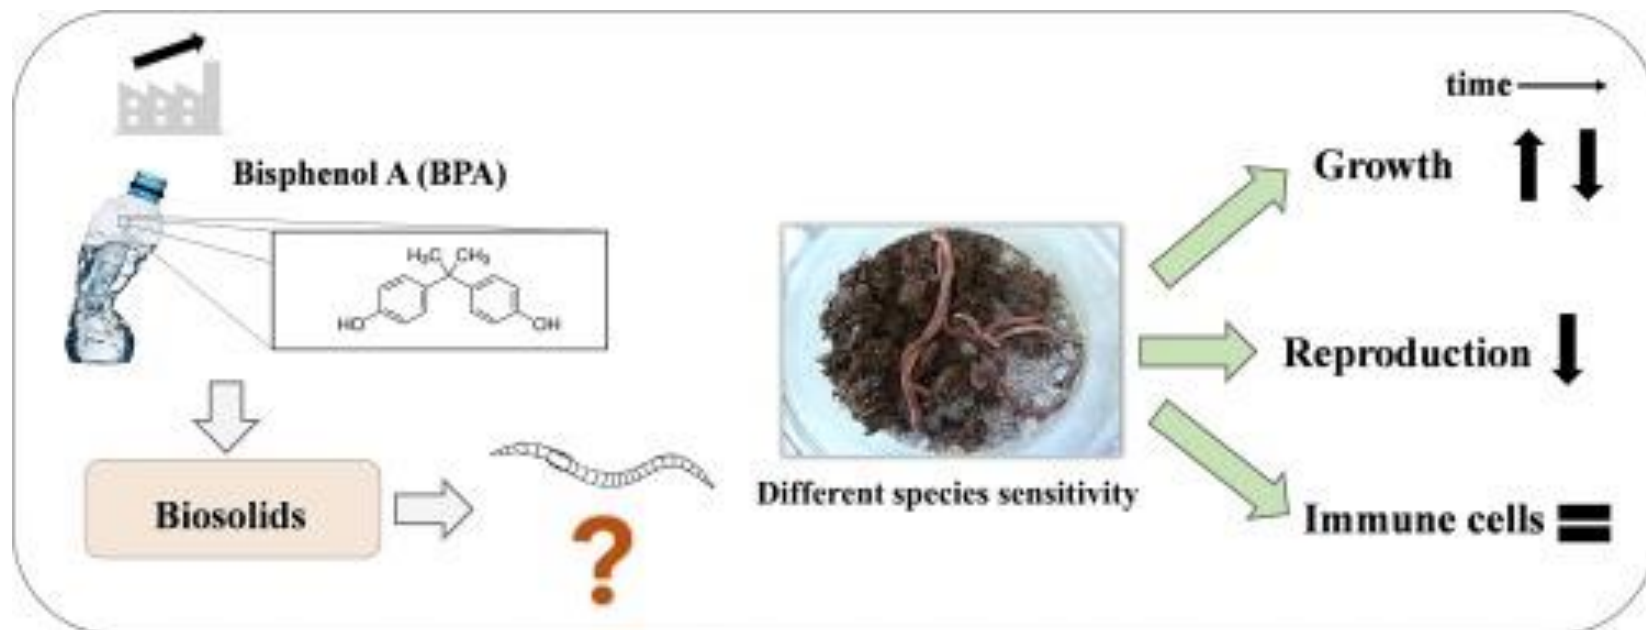 time
Bisphenol A (BPA)
Growth
H₃C CH₃
HO
OH
Reproduction
Different species sensitivity
Biosolids
Immune cells
?